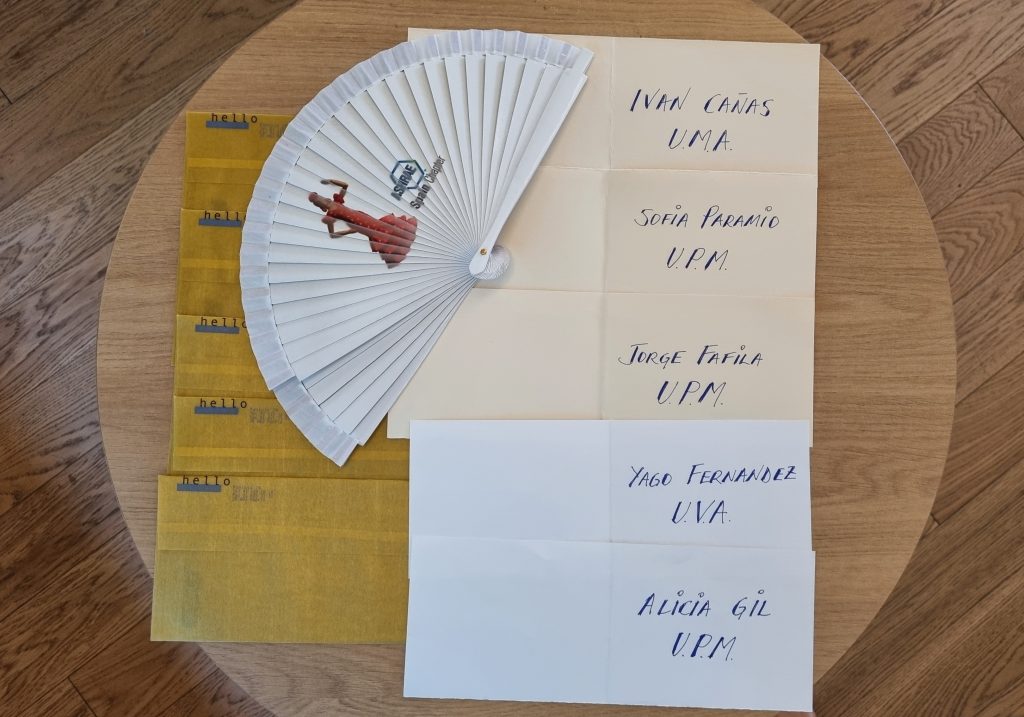 hello
hello
hello
hello
hello
ASHRAE
Spain Chapter
IVAN CAÑAS
U.M.A.
SOFIA PARAMIO
U.P.M.
JORGE FAFILA
U.P.M.
YAGO FERNANDEZ
U.V.A.
ALICIA GIL
U.P.M.